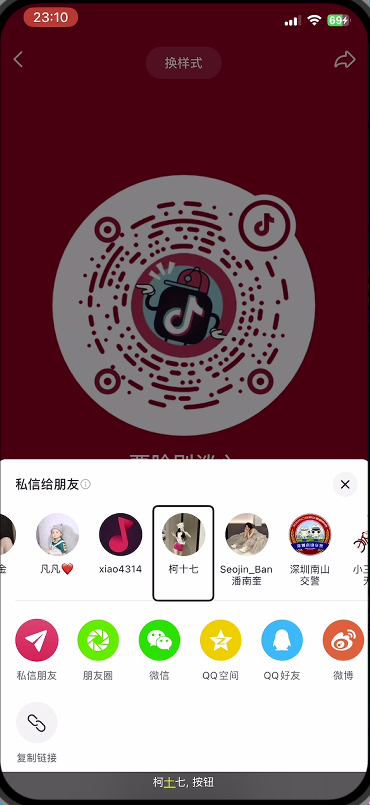 23:10
69
换样式
私信给朋友
金
凡凡❤️
xiao4314
柯十七
Seojin_Ban
潘南奎
深圳南山
交警
小三
私信朋友
朋友圈
微信
QQ空间
QQ好友
微博
复制链接
柯十七, 按钮